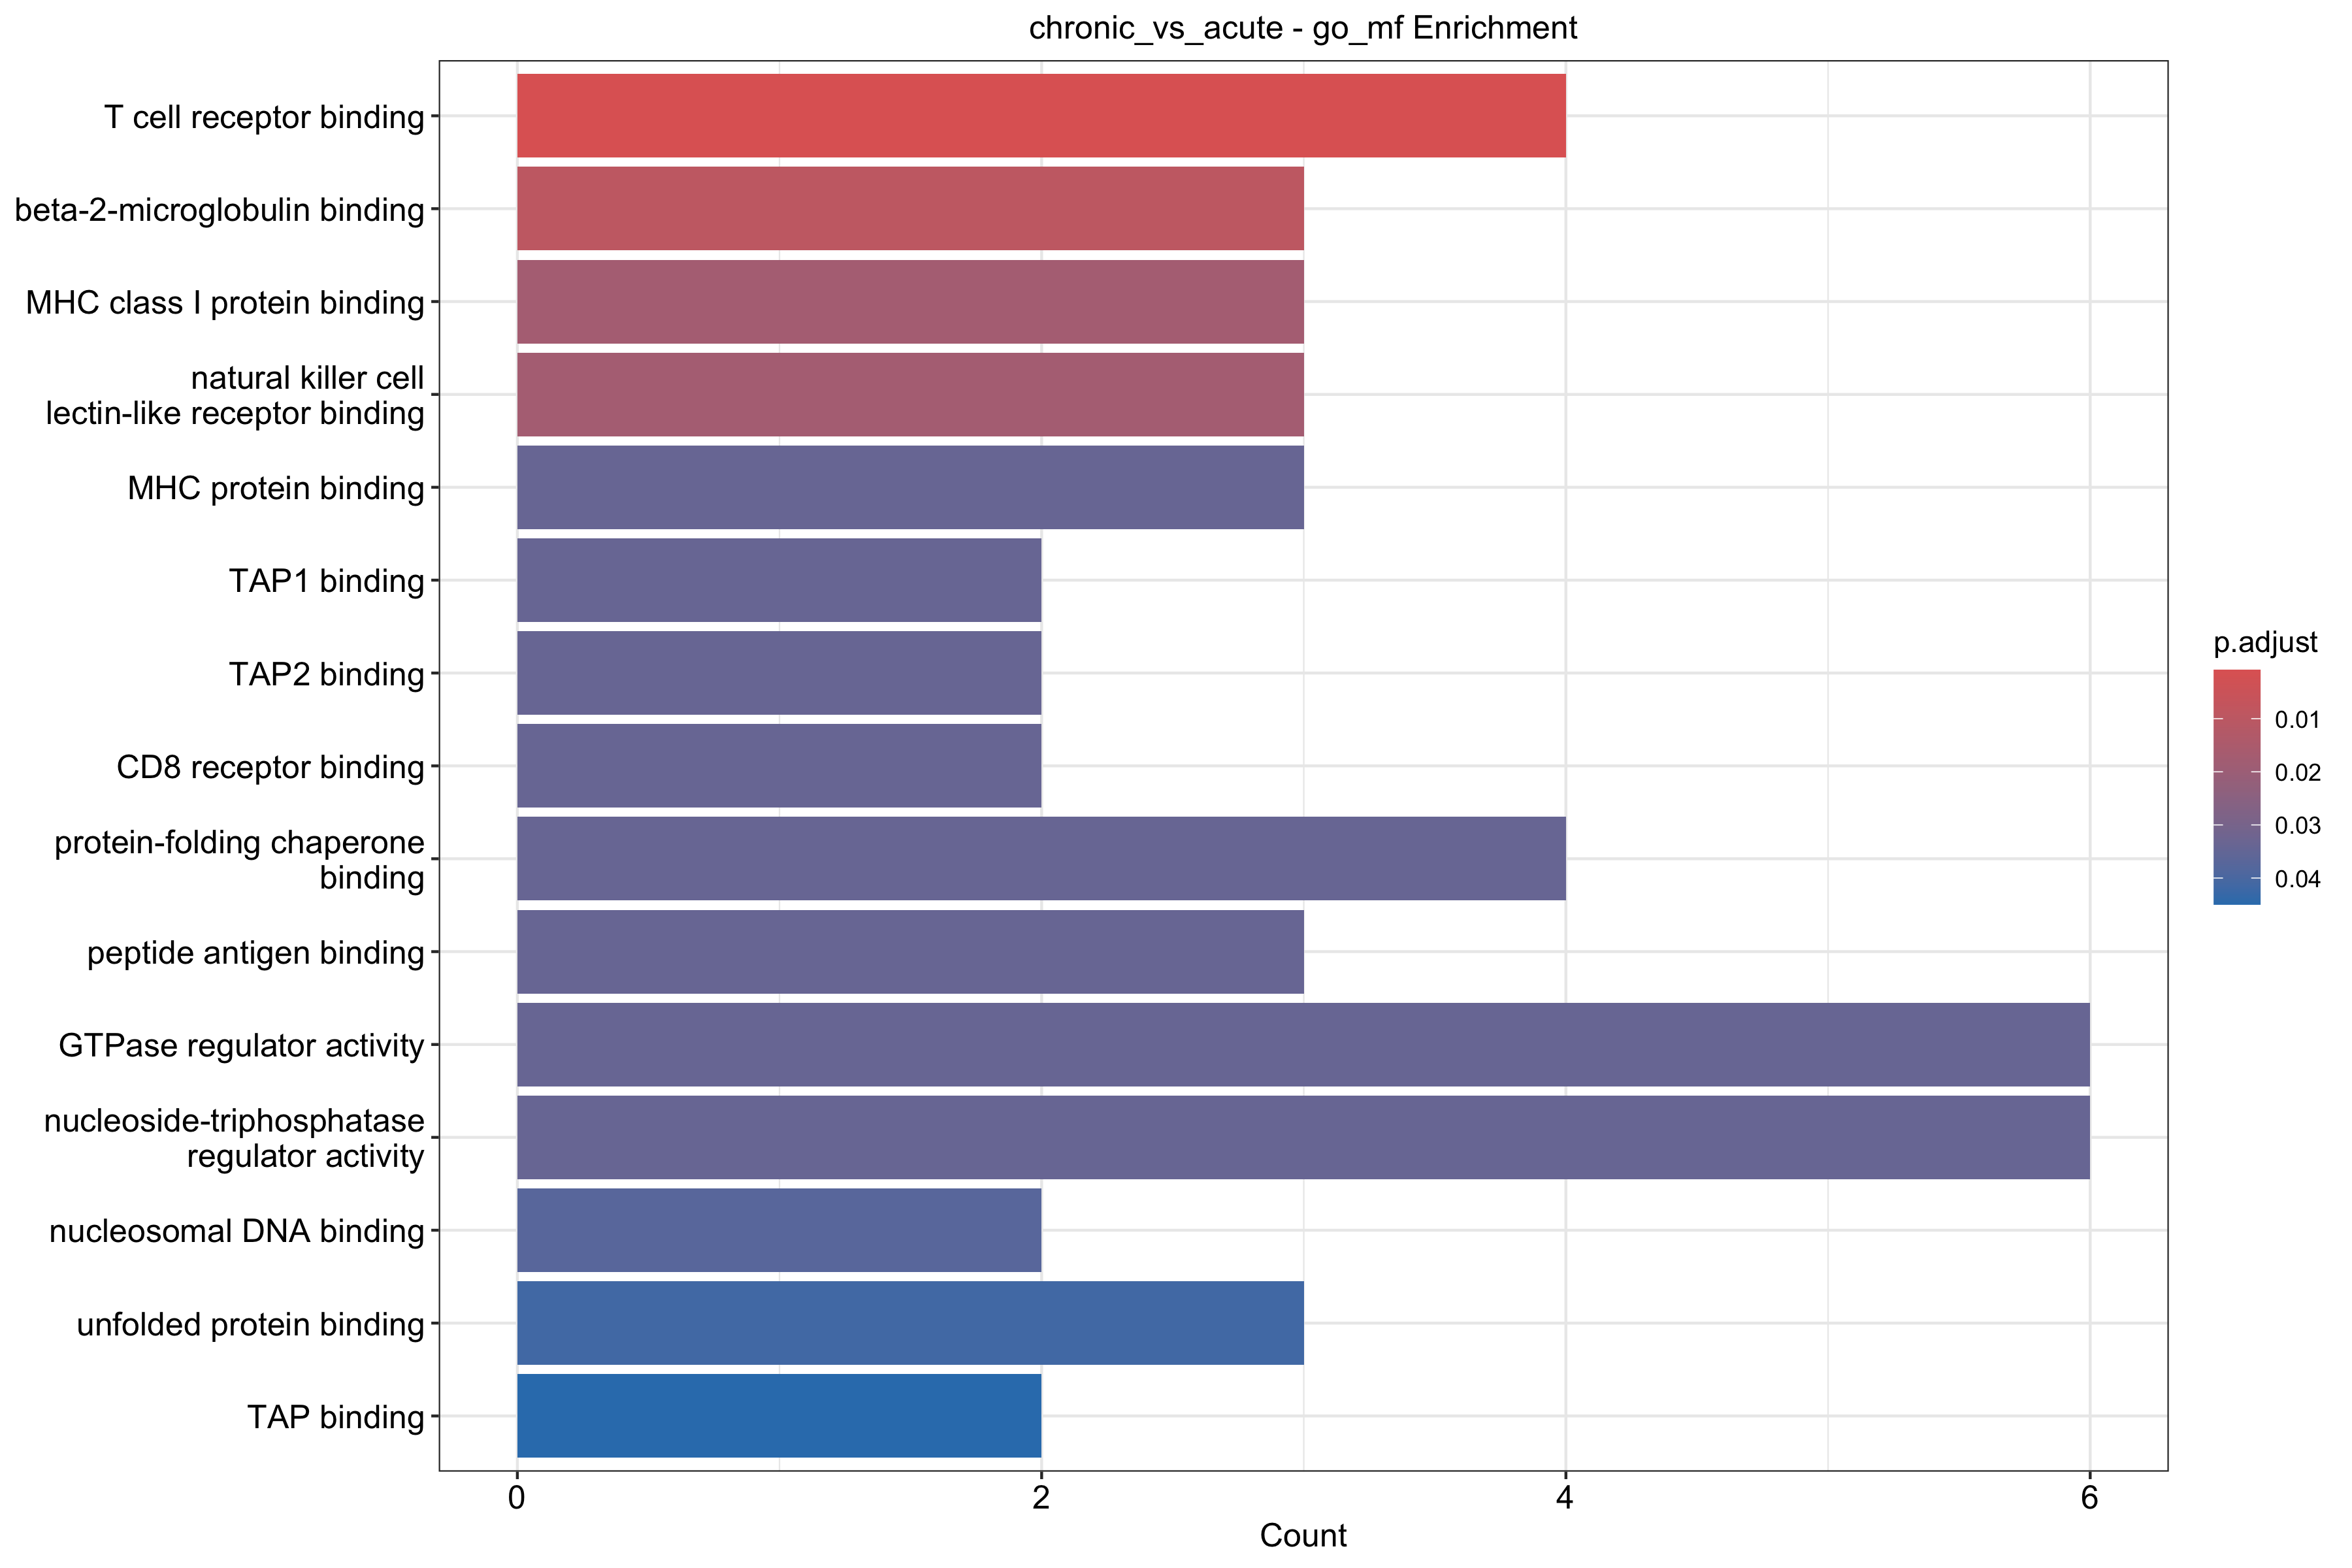 chronic_vs_acute - go_mf Enrichment
T cell receptor binding
beta-2-microglobulin binding
MHC class I protein binding
natural killer cell
lectin-like receptor binding
MHC protein binding
TAP1 binding
TAP2 binding
CD8 receptor binding
protein-folding chaperone
binding
peptide antigen binding
GTPase regulator activity
nucleoside-triphosphatase
regulator activity
nucleosomal DNA binding
unfolded protein binding
TAP binding
0 2 4 6
Count
p.adjust
0.01
0.02
0.03
0.04